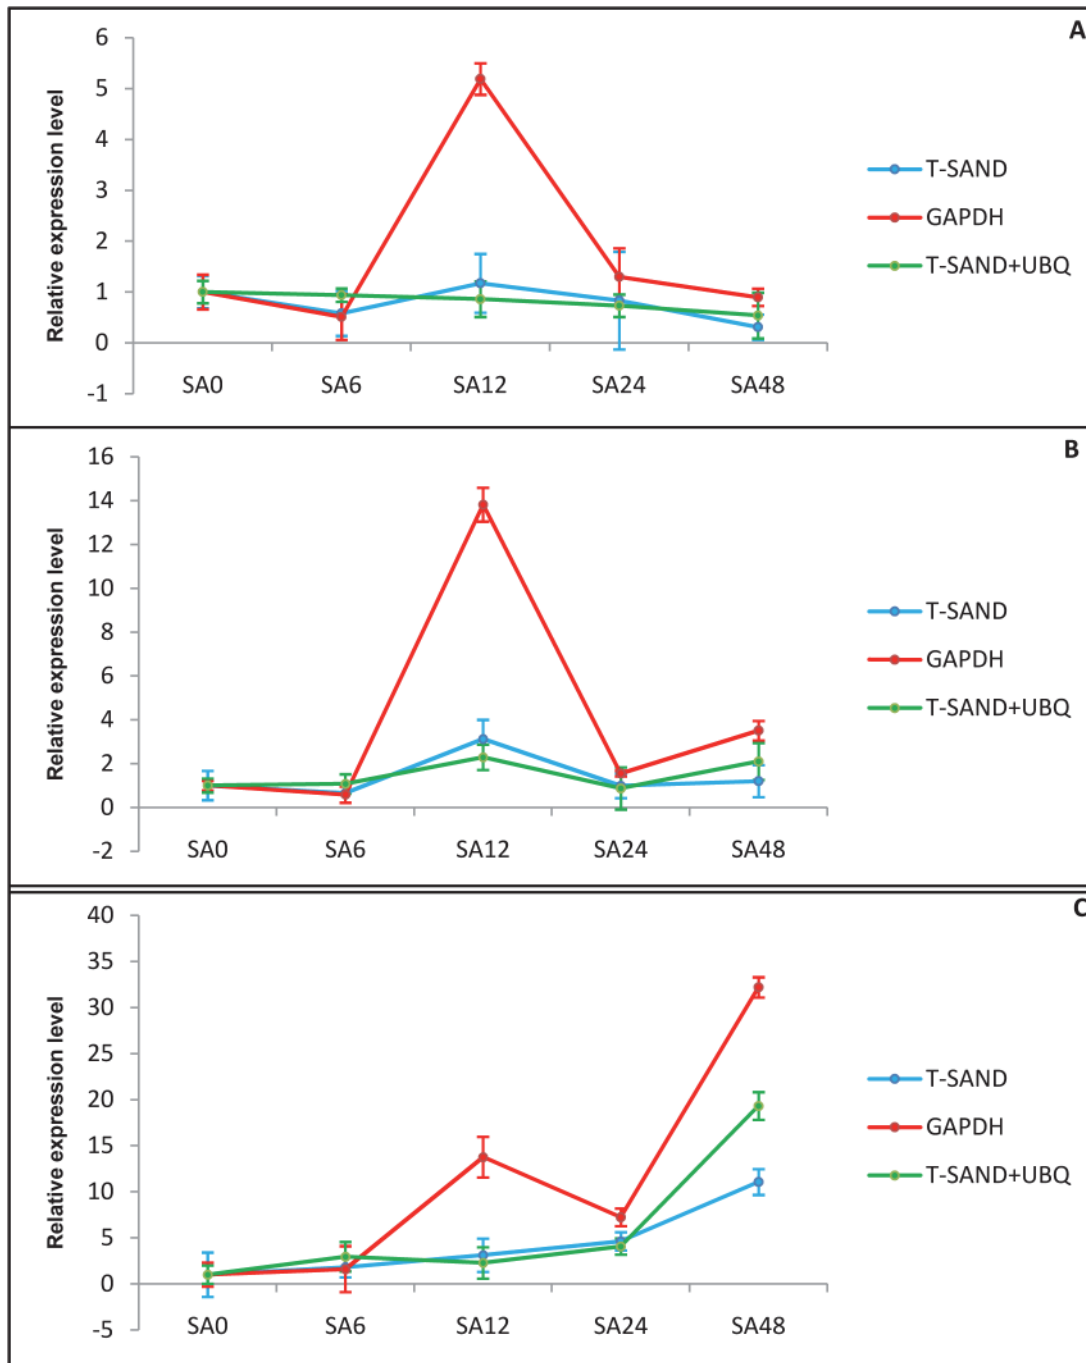 A
Relative expression level
6
5
4
3
2
1
0
-1
SA0 SA6 SA12 SA24 SA48
T-SAND
GAPDH
T-SAND+UBQ
B
Relative expression level
16
14
12
10
8
6
4
2
0
-2
SA0 SA6 SA12 SA24 SA48
T-SAND
GAPDH
T-SAND+UBQ
C
Relative expression level
40
35
30
25
20
15
10
5
0
-5
SA0 SA6 SA12 SA24 SA48
T-SAND
GAPDH
T-SAND+UBQ